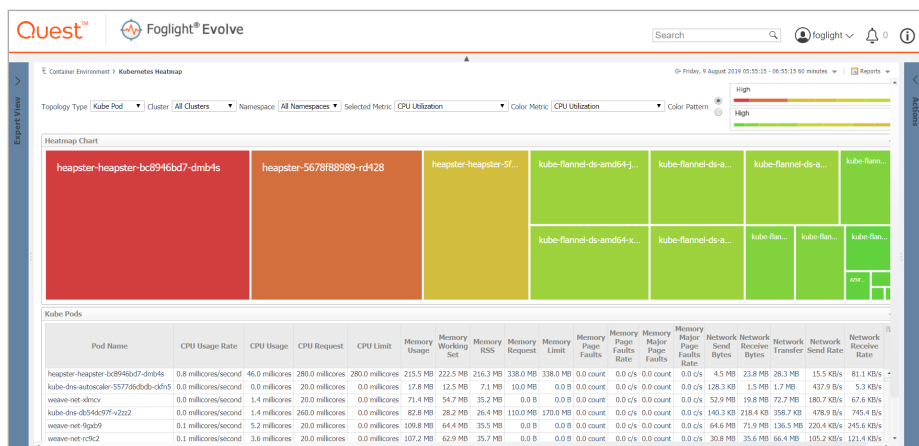 Quest™
Foglight® Evolve
Search
foglight
0
Container Environment > Kubernetes Heatmap
Friday, 9 August 2019 05:55:15 - 06:55:15 60 minutes
Reports
Expert View
Actions
Topology Type Kube Pod Cluster All Clusters Namespace All Namespaces Selected Metric CPU Utilization Color Metric CPU Utilization Color Pattern
High
High
Heatmap Chart
heapster-heapster-bc8946bd7-dmb4s
heapster-5678f88989-rd428
heapster-heapster-5f...
kube-flannel-ds-amd64-j...
kube-flannel-ds-a...
kube-flannel-ds-a...
kube-flann...
kube-flannel-ds-amd64-x...
kube-flannel-ds-a...
kube-flan...
kube-flan...
kube-flan...
Kube Pods
Pod Name CPU Usage Rate CPU Usage CPU Request CPU Limit Memory Usage Memory Working Set Memory RSS Memory Request Memory Limit Memory Page Faults Memory Page Faults Rate Memory Major Page Faults Memory Major Page Faults Rate Network Send Bytes Network Receive Bytes Network Transfer Network Send Rate Network Receive Rate
heapster-heapster-bc8946bd7-dmb4s 0.8 millicores/second 46.0 millicores 280.0 millicores 280.0 millicores 215.5 MB 222.5 MB 216.3 MB 338.0 MB 338.0 MB 0.0 count 0.0 c/s 0.0 count 0.0 c/s 4.5 MB 23.8 MB 28.3 MB 15.5 KB/s 81.1 KB/s
kube-dns-autoscaler-5577d6dbdb-ckfn5 0.0 millicores/second 1.4 millicores 20.0 millicores 0.0 millicores 17.8 MB 12.5 MB 7.1 MB 10.0 MB 0.0 B 0.0 count 0.0 c/s 0.0 count 0.0 c/s 128.3 KB 1.5 MB 1.7 MB 437.9 B/s 5.3 KB/s
weave-net-xlmcv 0.0 millicores/second 1.4 millicores 20.0 millicores 0.0 millicores 71.4 MB 54.7 MB 35.2 MB 0.0 B 0.0 B 0.0 count 0.0 c/s 0.0 count 0.0 c/s 52.9 MB 19.8 MB 72.7 MB 180.7 KB/s 67.6 KB/s
kube-dns-db54dc97f-v2zz2 0.0 millicores/second 1.4 millicores 260.0 millicores 0.0 millicores 82.8 MB 28.2 MB 26.4 MB 110.0 MB 170.0 MB 0.0 count 0.0 c/s 0.0 count 0.0 c/s 140.3 KB 218.4 KB 358.7 KB 478.9 B/s 745.4 B/s
weave-net-9gxb9 0.1 millicores/second 5.2 millicores 20.0 millicores 0.0 millicores 109.8 MB 64.4 MB 35.5 MB 0.0 B 0.0 B 0.0 count 0.0 c/s 0.0 count 0.0 c/s 64.6 MB 71.9 MB 136.5 MB 220.4 KB/s 245.6 KB/s
weave-net-rc9c2 0.1 millicores/second 3.6 millicores 20.0 millicores 0.0 millicores 107.2 MB 62.9 MB 35.7 MB 0.0 B 0.0 B 0.0 count 0.0 c/s 0.0 count 0.0 c/s 30.8 MB 35.6 MB 66.4 MB 105.2 KB/s 121.4 KB/s